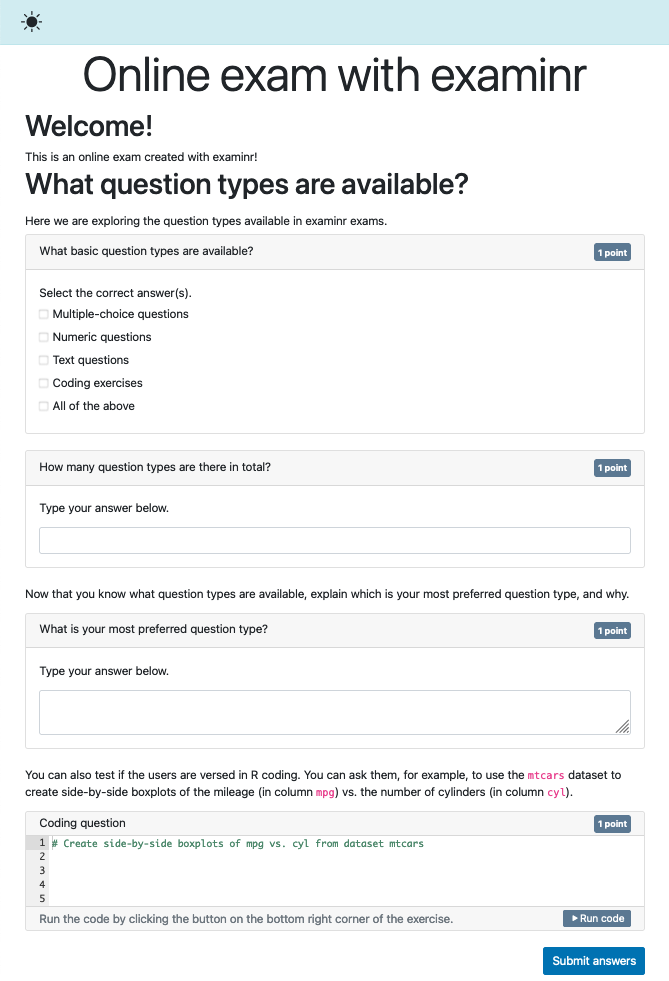 Online exam with examinr
Welcome!
This is an online exam created with examinr!
What question types are available?
Here we are exploring the question types available in examinr exams.
What basic question types are available?
1 point
Select the correct answer(s).
Multiple-choice questions
Numeric questions
Text questions
Coding exercises
All of the above
How many question types are there in total?
1 point
Type your answer below.
Now that you know what question types are available, explain which is your most preferred question type, and why.
What is your most preferred question type?
1 point
Type your answer below.
You can also test if the users are versed in R coding. You can ask them, for example, to use the mtcars dataset to
create side-by-side boxplots of the mileage (in column mpg) vs. the number of cylinders (in column cyl).
Coding question
1 point
1 # Create side-by-side boxplots of mpg vs. cyl from dataset mtcars
2
3
4
5
Run the code by clicking the button on the bottom right corner of the exercise.
Run code
Submit answers